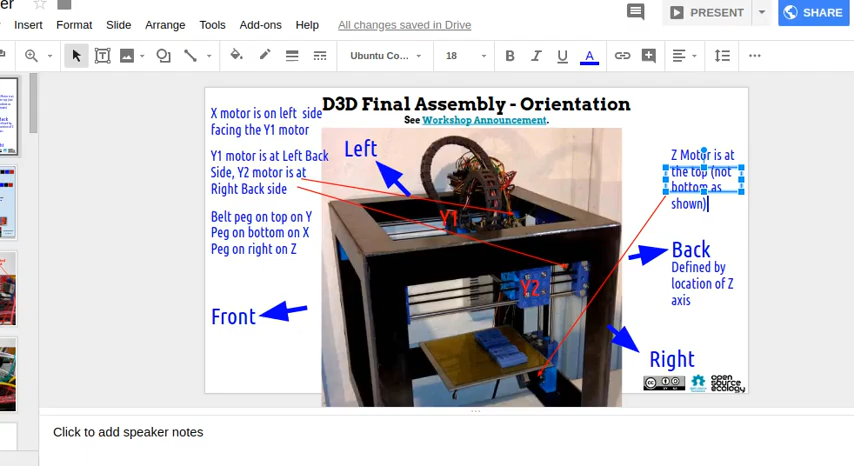 er
Insert Format Slide Arrange Tools Add-ons Help All changes saved in Drive
PRESENT
SHARE
Ubuntu Co... 18 B I U A
D3D Final Assembly - Orientation
See Workshop Announcement.
X motor is on left side
facing the Y1 motor
Y1 motor is at Left Back
Side, Y2 motor is at
Right Back side
Belt peg on top on Y
Peg on bottom on X
Peg on right on Z
Left
Y1
Y2
Z Motor is at
the top (not
bottom as
shown)
Back
Defined by
location of Z
axis
Front
Right
cc
open
source
ecology
Click to add speaker notes